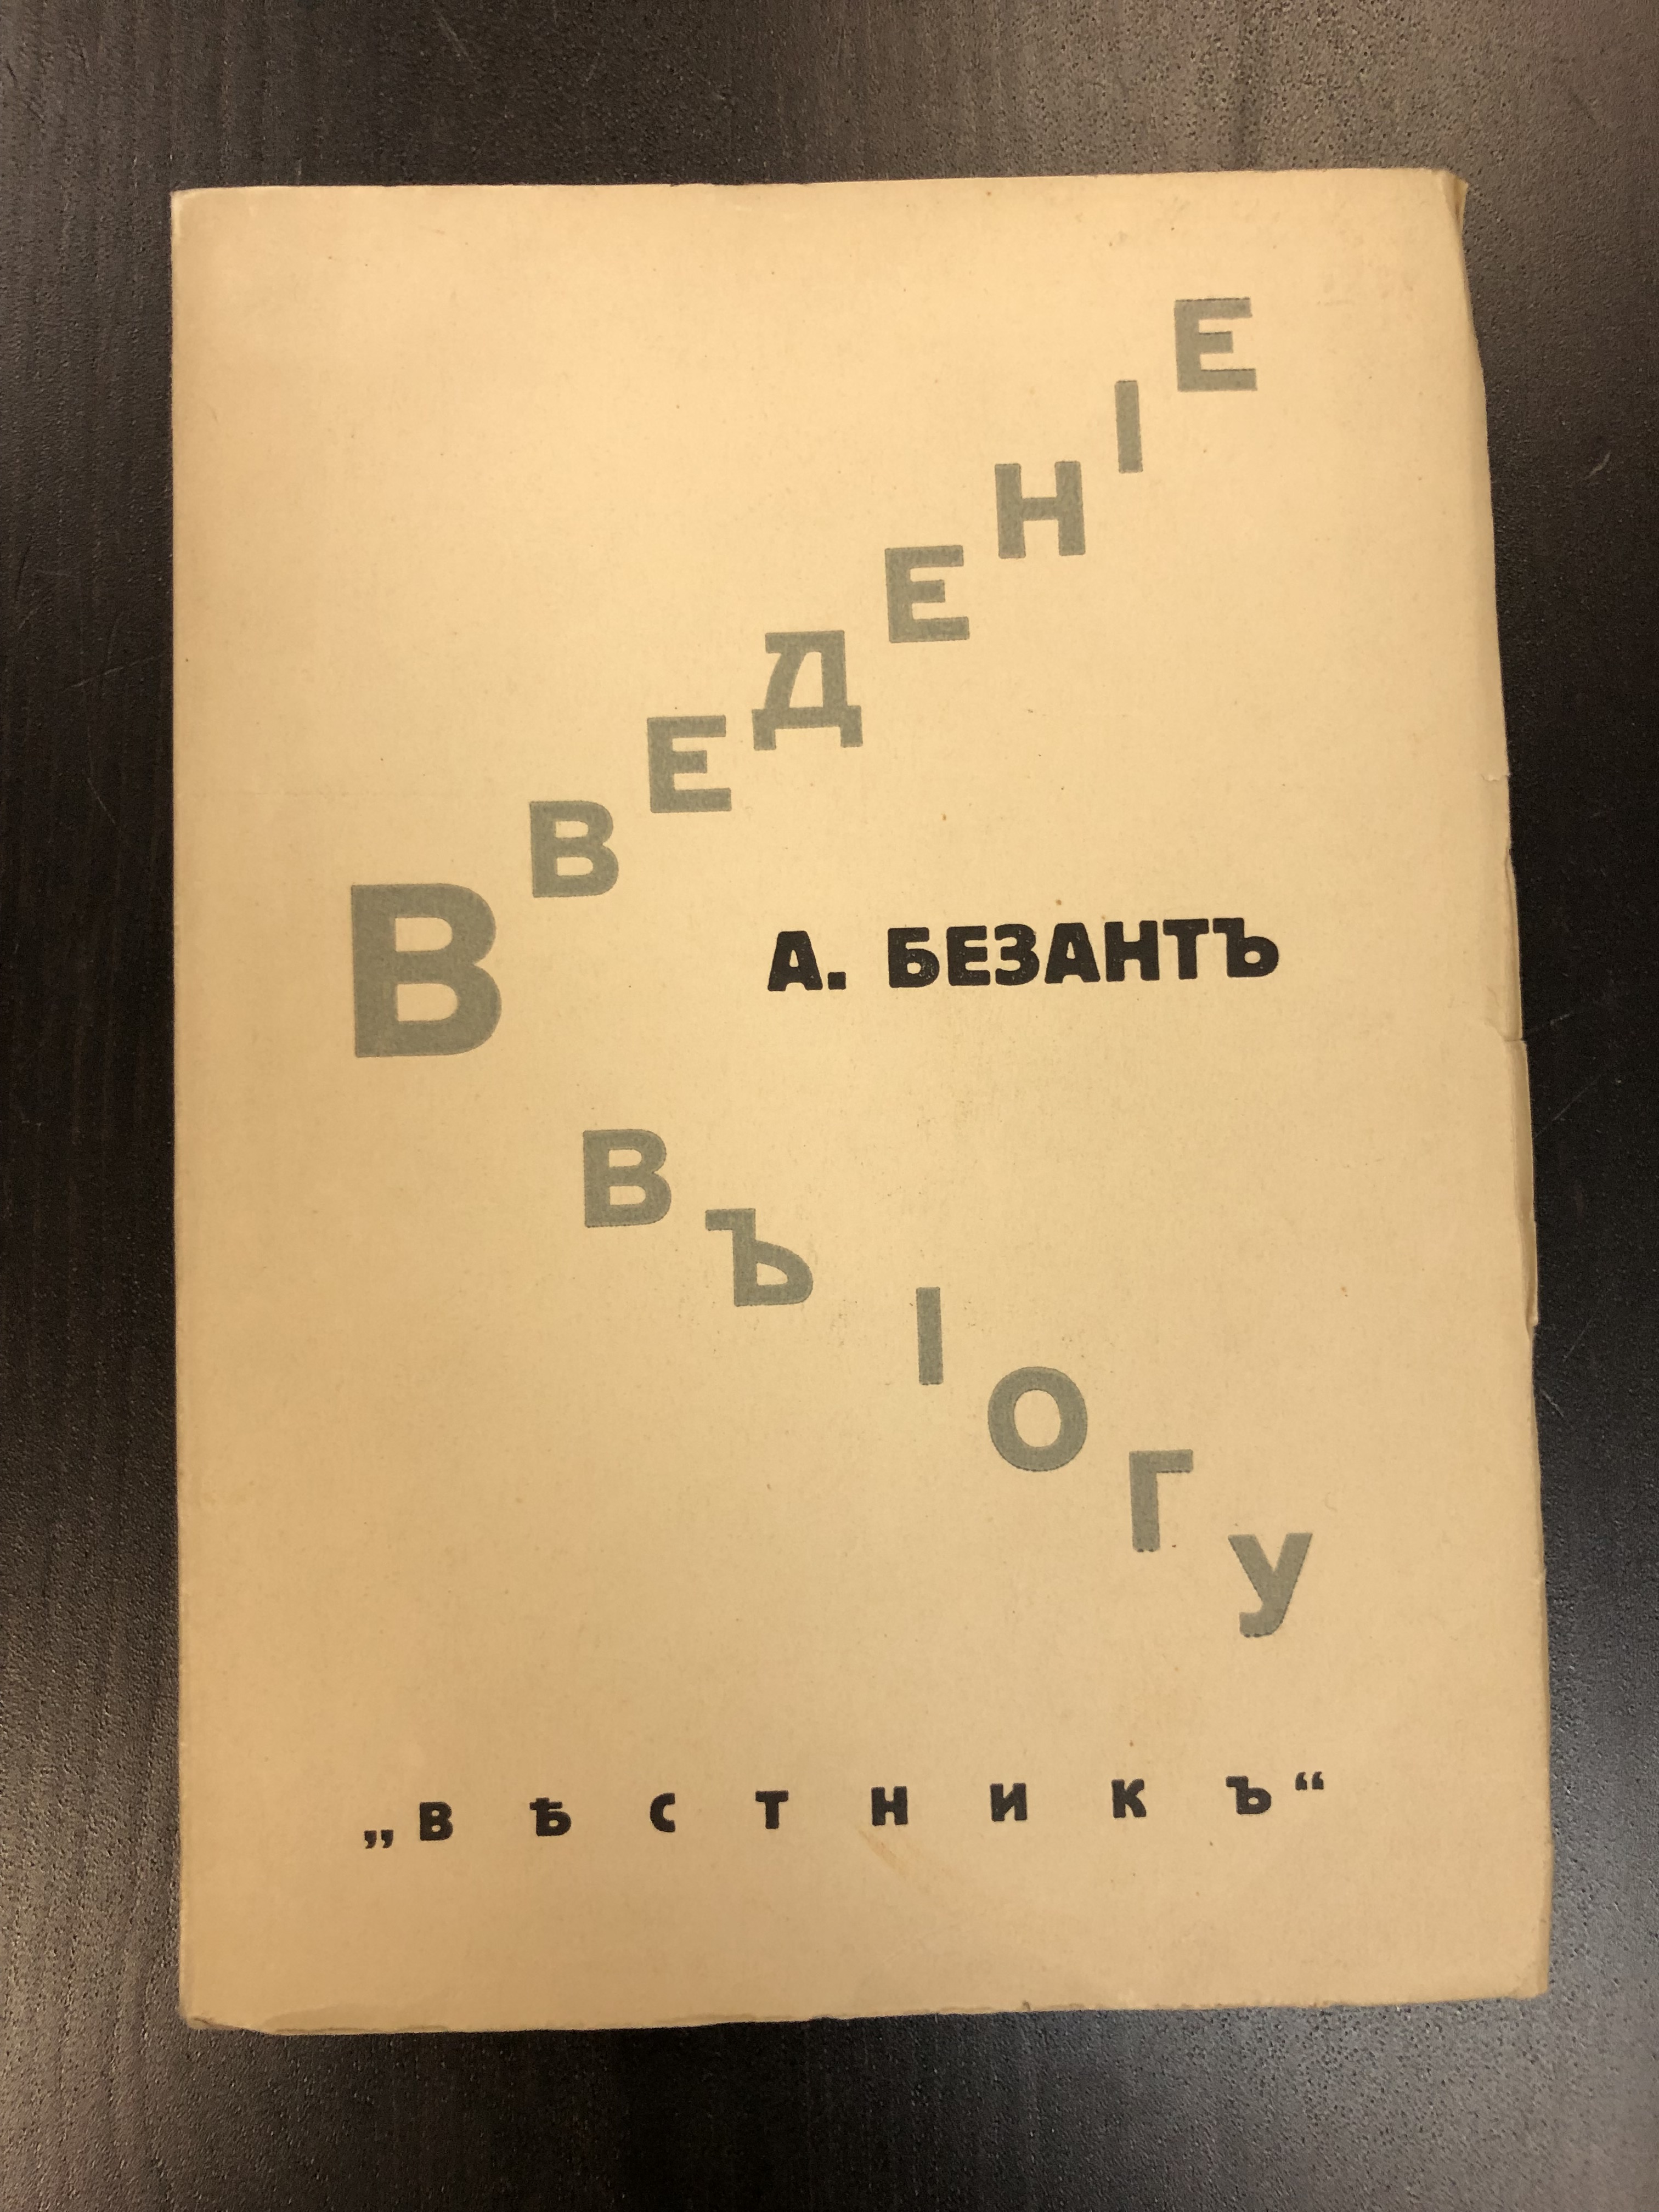 ВВЕДЕНІЕ
А. БЕЗАНТЪ
ВЪ ІОГУ
„ВѢСТНИКЪ“